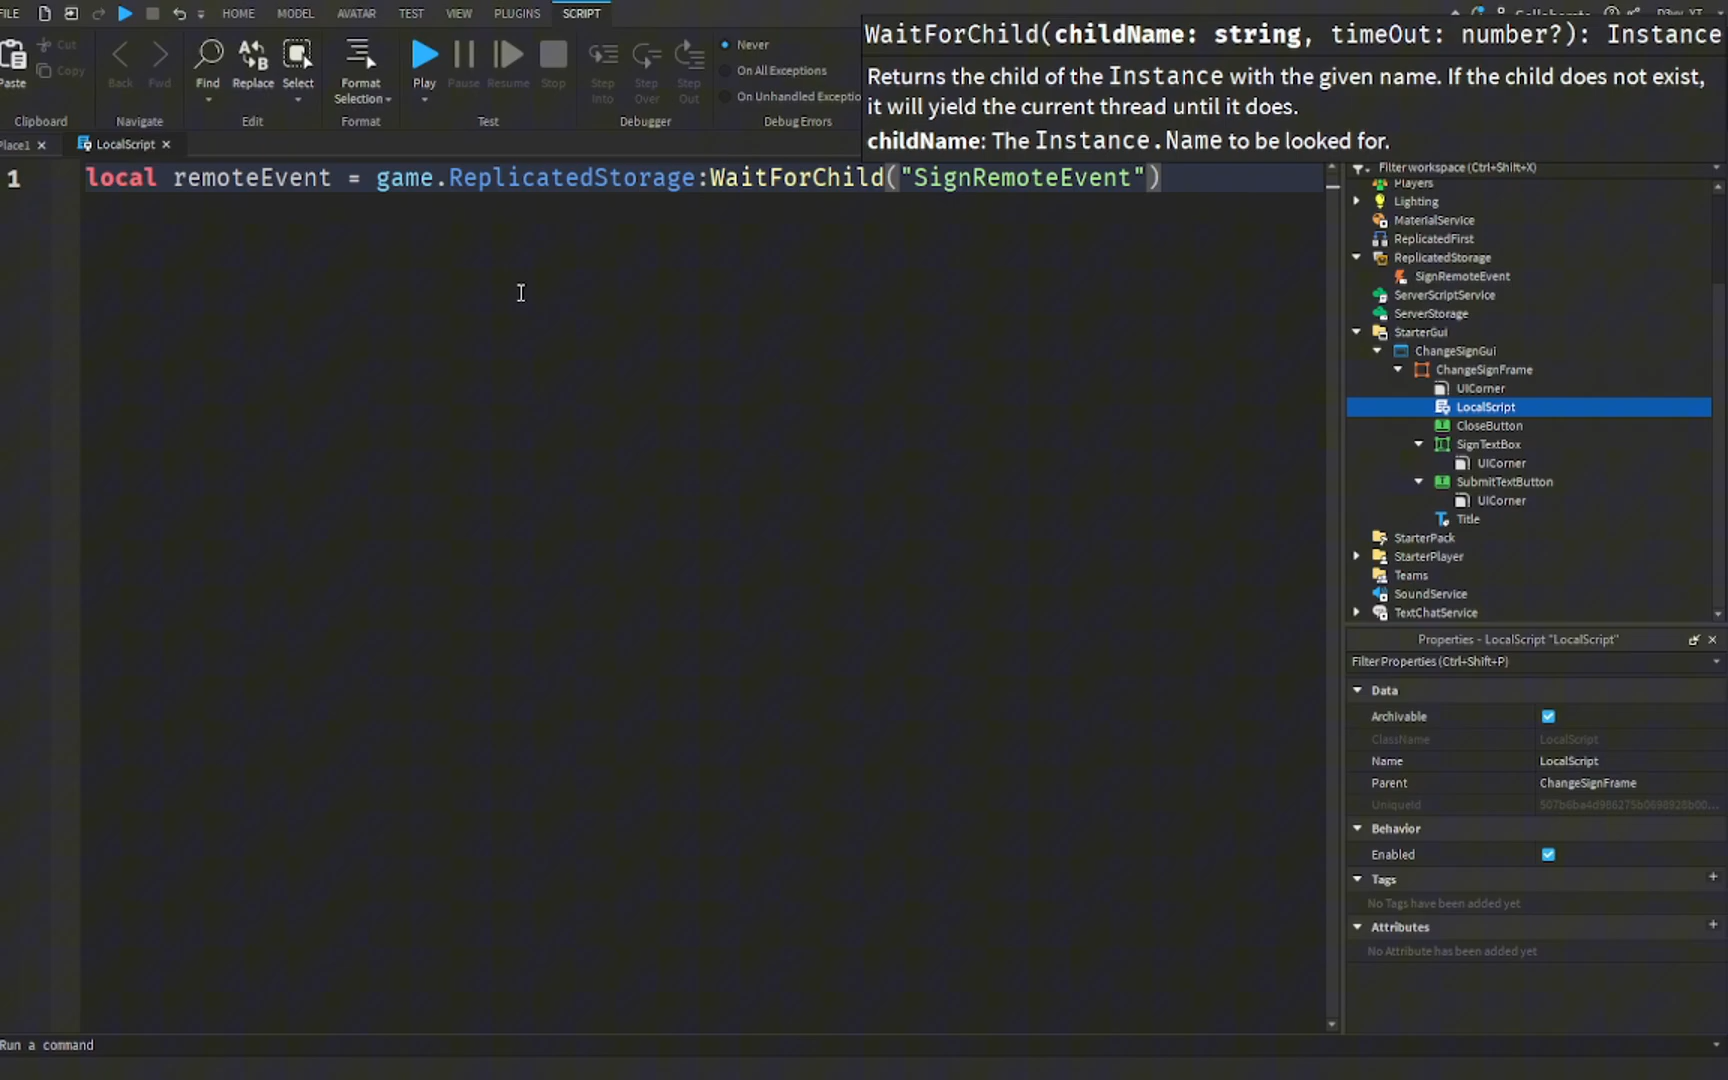 FILE HOME MODEL AVATAR TEST VIEW PLUGINS SCRIPT
WaitForChild(childName: string, timeOut: number?): Instance
Returns the child of the Instance with the given name. If the child does not exist,
it will yield the current thread until it does.
childName: The Instance.Name to be looked for.
Cut
Copy
Paste
Back Fwd
Find Replace Select
Format
Selection
Play Pause Resume Stop
Step
Into
Step
Over
Step
Out
Never
On All Exceptions
On Unhandled Exceptio
Clipboard Navigate Edit Format Test Debugger Debug Errors
Place1 LocalScript
1 local remoteEvent = game.ReplicatedStorage:WaitForChild("SignRemoteEvent")
Filter workspace (Ctrl+Shift+X)
Players
Lighting
MaterialService
ReplicatedFirst
ReplicatedStorage
SignRemoteEvent
ServerScriptService
ServerStorage
StarterGui
ChangeSignGui
ChangeSignFrame
UICorner
LocalScript
CloseButton
SignTextBox
UICorner
SubmitTextButton
UICorner
Title
StarterPack
StarterPlayer
Teams
SoundService
TextChatService
Properties - LocalScript "LocalScript"
Filter Properties (Ctrl+Shift+P)
Data
Archivable
ClassName LocalScript
Name LocalScript
Parent ChangeSignFrame
UniqueId
Behavior
Enabled
Tags
No Tags have been added yet
Attributes
No Attribute has been added yet
Run a command